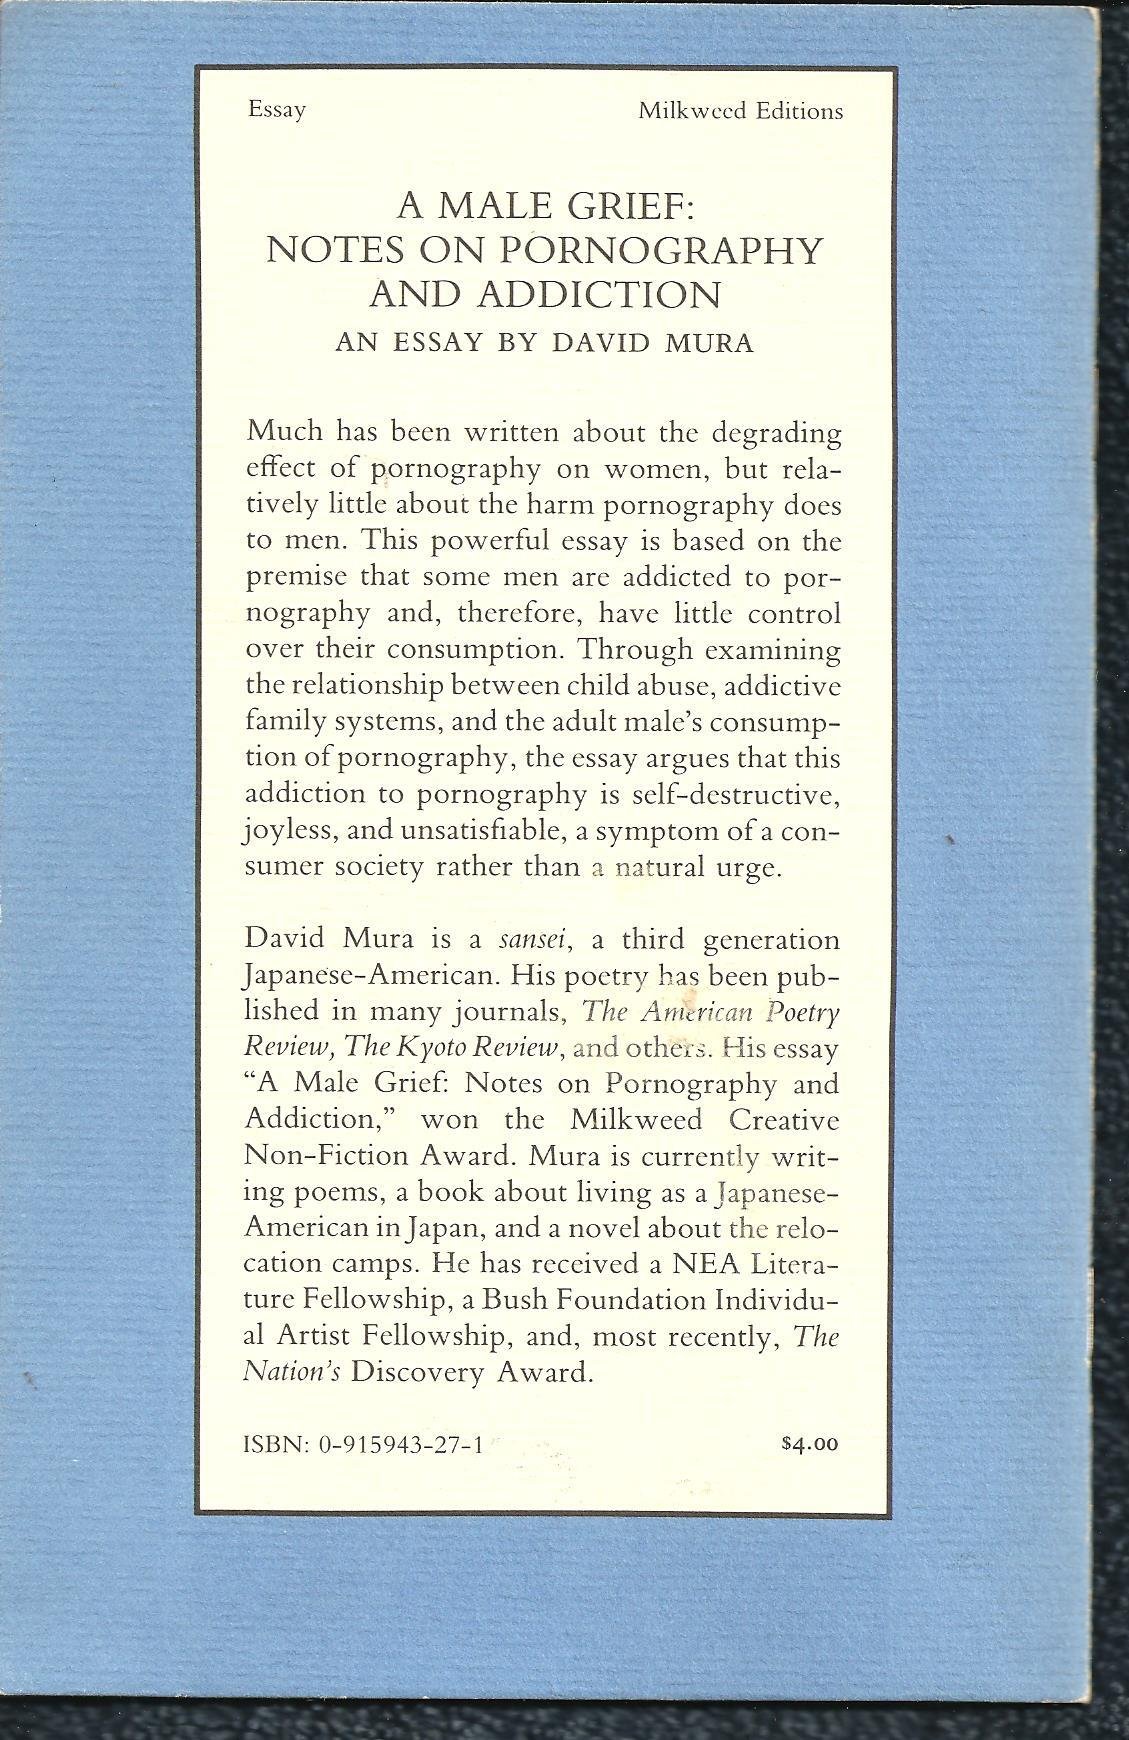 Essay Milkweed Editions
A MALE GRIEF:
NOTES ON PORNOGRAPHY
AND ADDICTION
AN ESSAY BY DAVID MURA
Much has been written about the degrading
effect of pornography on women, but rela-
tively little about the harm pornography does
to men. This powerful essay is based on the
premise that some men are addicted to por-
nography and, therefore, have little control
over their consumption. Through examining
the relationship between child abuse, addictive
family systems, and the adult male's consump-
tion of pornography, the essay argues that this
addiction to pornography is self-destructive,
joyless, and unsatisfiable, a symptom of a con-
sumer society rather than a natural urge.
David Mura is a sansei, a third generation
Japanese-American. His poetry has been pub-
lished in many journals, The American Poetry
Review, The Kyoto Review, and others. His essay
“A Male Grief: Notes on Pornography and
Addiction,” won the Milkweed Creative
Non-Fiction Award. Mura is currently writ-
ing poems, a book about living as a Japanese-
American in Japan, and a novel about the relo-
cation camps. He has received a NEA Litera-
ture Fellowship, a Bush Foundation Individu-
al Artist Fellowship, and, most recently, The
Nation's Discovery Award.
ISBN: 0-915943-27-1 $4.00